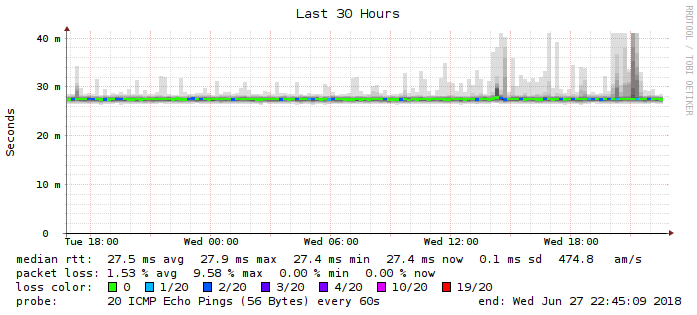 Last 30 Hours
RRDTOOL / TOBI OETIKER
40 m
30 m
20 m
10 m
0
Seconds
Tue 18:00 Wed 00:00 Wed 06:00 Wed 12:00 Wed 18:00
median rtt: 27.5 ms avg 27.9 ms max 27.4 ms min 27.4 ms now 0.1 ms sd 474.8 am/s
packet loss: 1.53 % avg 9.58 % max 0.00 % min 0.00 % now
loss color: 0 1/20 2/20 3/20 4/20 10/20 19/20
probe: 20 ICMP Echo Pings (56 Bytes) every 60s end: Wed Jun 27 22:45:09 2018